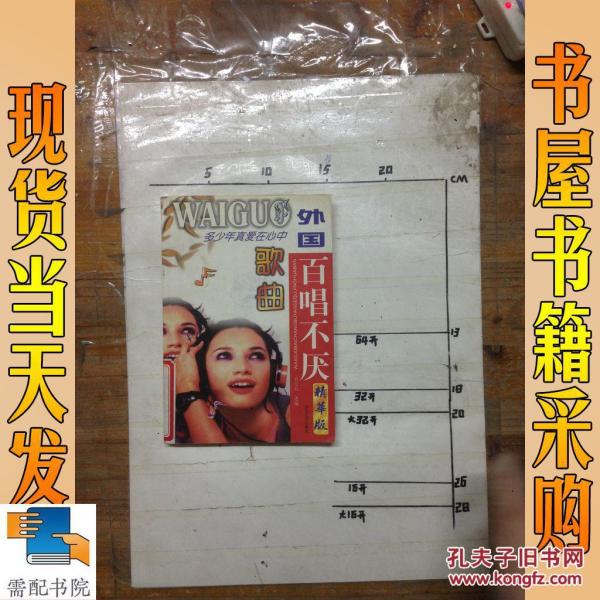 现货当天发
书屋书籍采购
5 10 15 20 CM
WAIGUO
多少年真愛在心中
外国
歌曲
百唱不厌
精華版
64开 13
32开 18
大32开 20
16开 26
大16开 28
需配书院
孔夫子旧书网
www.kongfz.com